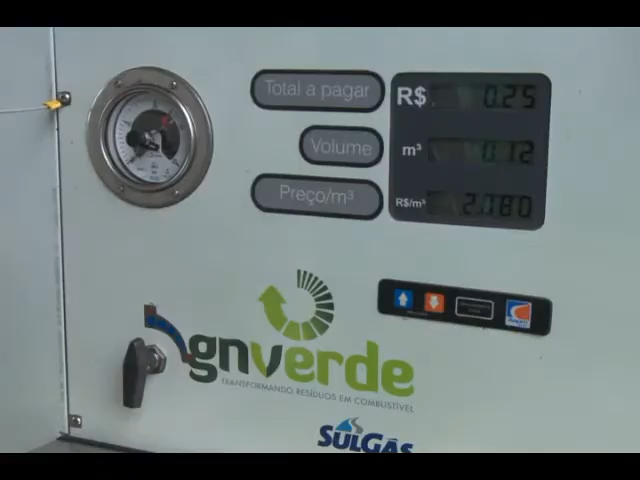 Total a pagar
R$ 0.25
Volume
m³ 0.12
Preço/m³
R$/m³ 2.080
gnverde
TRANSFORMANDO RESÍDUOS EM COMBUSTÍVEL
SULGÁS